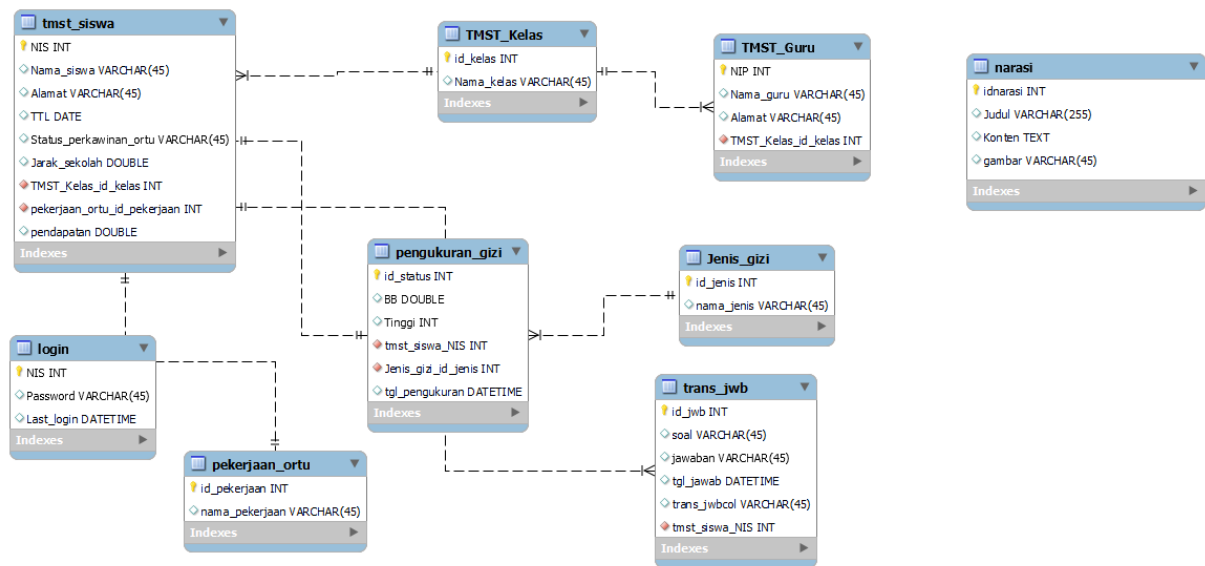 tmst_siswa
NIS INT
Nama_siswa VARCHAR(45)
Alamat VARCHAR(45)
TTL DATE
Status_perkawinan_ortu VARCHAR(45)
Jarak_sekolah DOUBLE
TMST_Kelas_id_kelas INT
pekerjaan_ortu_id_pekerjaan INT
pendapatan DOUBLE
Indexes
TMST_Kelas
id_kelas INT
Nama_kelas VARCHAR(45)
Indexes
TMST_Guru
NIP INT
Nama_guru VARCHAR(45)
Alamat VARCHAR(45)
TMST_Kelas_id_kelas INT
Indexes
narasi
idnarasi INT
Judul VARCHAR(255)
Konten TEXT
gambar VARCHAR(45)
Indexes
pengukuran_gizi
id_status INT
BB DOUBLE
Tinggi INT
tmst_siswa_NIS INT
Jenis_gizi_id_jenis INT
tgl_pengukuran DATETIME
Indexes
Jenis_gizi
id_jenis INT
nama_jenis VARCHAR(45)
Indexes
login
NIS INT
Password VARCHAR(45)
Last_login DATETIME
Indexes
pekerjaan_ortu
id_pekerjaan INT
nama_pekerjaan VARCHAR(45)
Indexes
trans_jwb
id_jwb INT
soal VARCHAR(45)
jawaban VARCHAR(45)
tgl_jawab DATETIME
trans_jwbcol VARCHAR(45)
tmst_siswa_NIS INT
Indexes